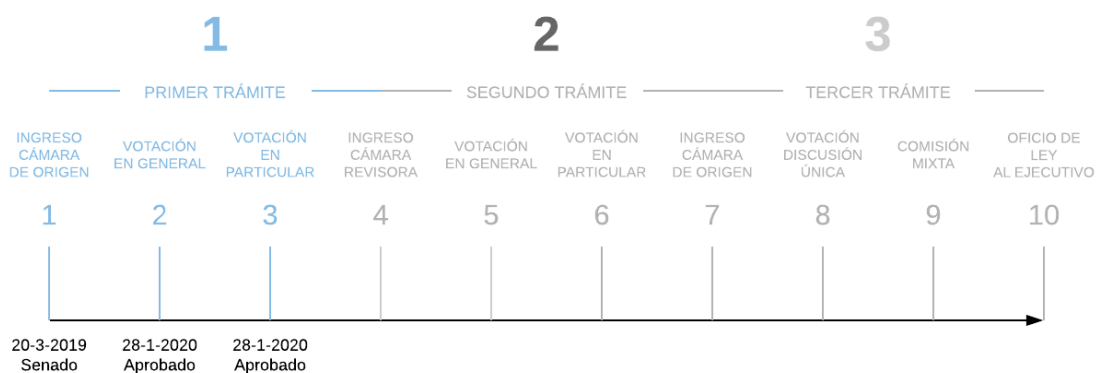 1
2
3
PRIMER TRÁMITE
SEGUNDO TRÁMITE
TERCER TRÁMITE
INGRESO
CÁMARA
DE ORIGEN
VOTACIÓN
EN GENERAL
VOTACIÓN
EN
PARTICULAR
INGRESO
CÁMARA
REVISORA
VOTACIÓN
EN GENERAL
VOTACIÓN
EN
PARTICULAR
INGRESO
CÁMARA
DE ORIGEN
VOTACIÓN
DISCUSIÓN
ÚNICA
COMISIÓN
MIXTA
OFICIO DE
LEY
AL EJECUTIVO
1
2
3
4
5
6
7
8
9
10
20-3-2019
Senado
28-1-2020
Aprobado
28-1-2020
Aprobado